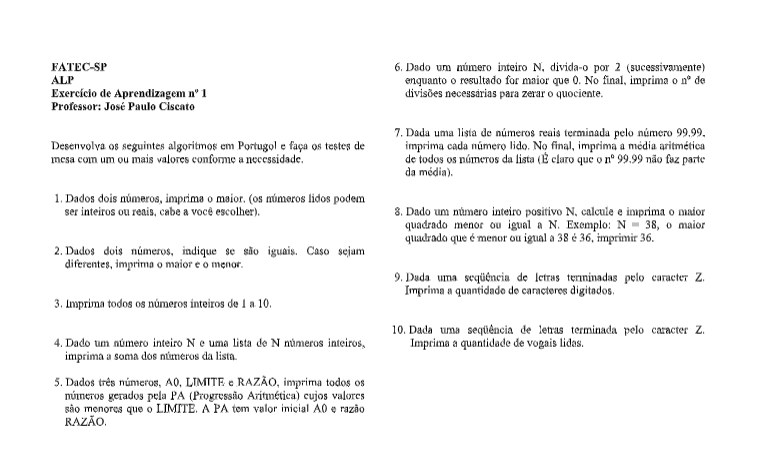 FATEC-SP
ALP
Exercício de Aprendizagem nº 1
Professor: José Paulo Ciscato
Desenvolva os seguintes algoritmos em Portugol e faça os testes de
mesa com um ou mais valores conforme a necessidade.
1. Dados dois números, imprima o maior. (os números lidos podem
ser inteiros ou reais, cabe a você escolher).
2. Dados dois números, indique se são iguais. Caso sejam
diferentes, imprima o maior e o menor.
3. Imprima todos os números inteiros de 1 a 10.
4. Dado um número inteiro N e uma lista de N números inteiros,
imprima a soma dos números da lista.
5. Dados três números, A0, LIMITE e RAZÃO, imprima todos os
números gerados pela PA (Progressão Aritmética) cujos valores
são menores que o LIMITE. A PA tem valor inicial A0 e razão
RAZÃO.
6. Dado um número inteiro N, divida-o por 2 (sucessivamente)
enquanto o resultado for maior que 0. No final, imprima o nº de
divisões necessárias para zerar o quociente.
7. Dada uma lista de números reais terminada pelo número 99.99,
imprima cada número lido. No final, imprima a média aritmética
de todos os números da lista (É claro que o nº 99.99 não faz parte
da média).
8. Dado um número inteiro positivo N, calcule e imprima o maior
quadrado menor ou igual a N. Exemplo: N = 38, o maior
quadrado que é menor ou igual a 38 é 36, imprimir 36.
9. Dada uma seqüência de letras terminadas pelo caracter Z.
Imprima a quantidade de caracteres digitados.
10. Dada uma seqüência de letras terminada pelo caracter Z.
Imprima a quantidade de vogais lidas.